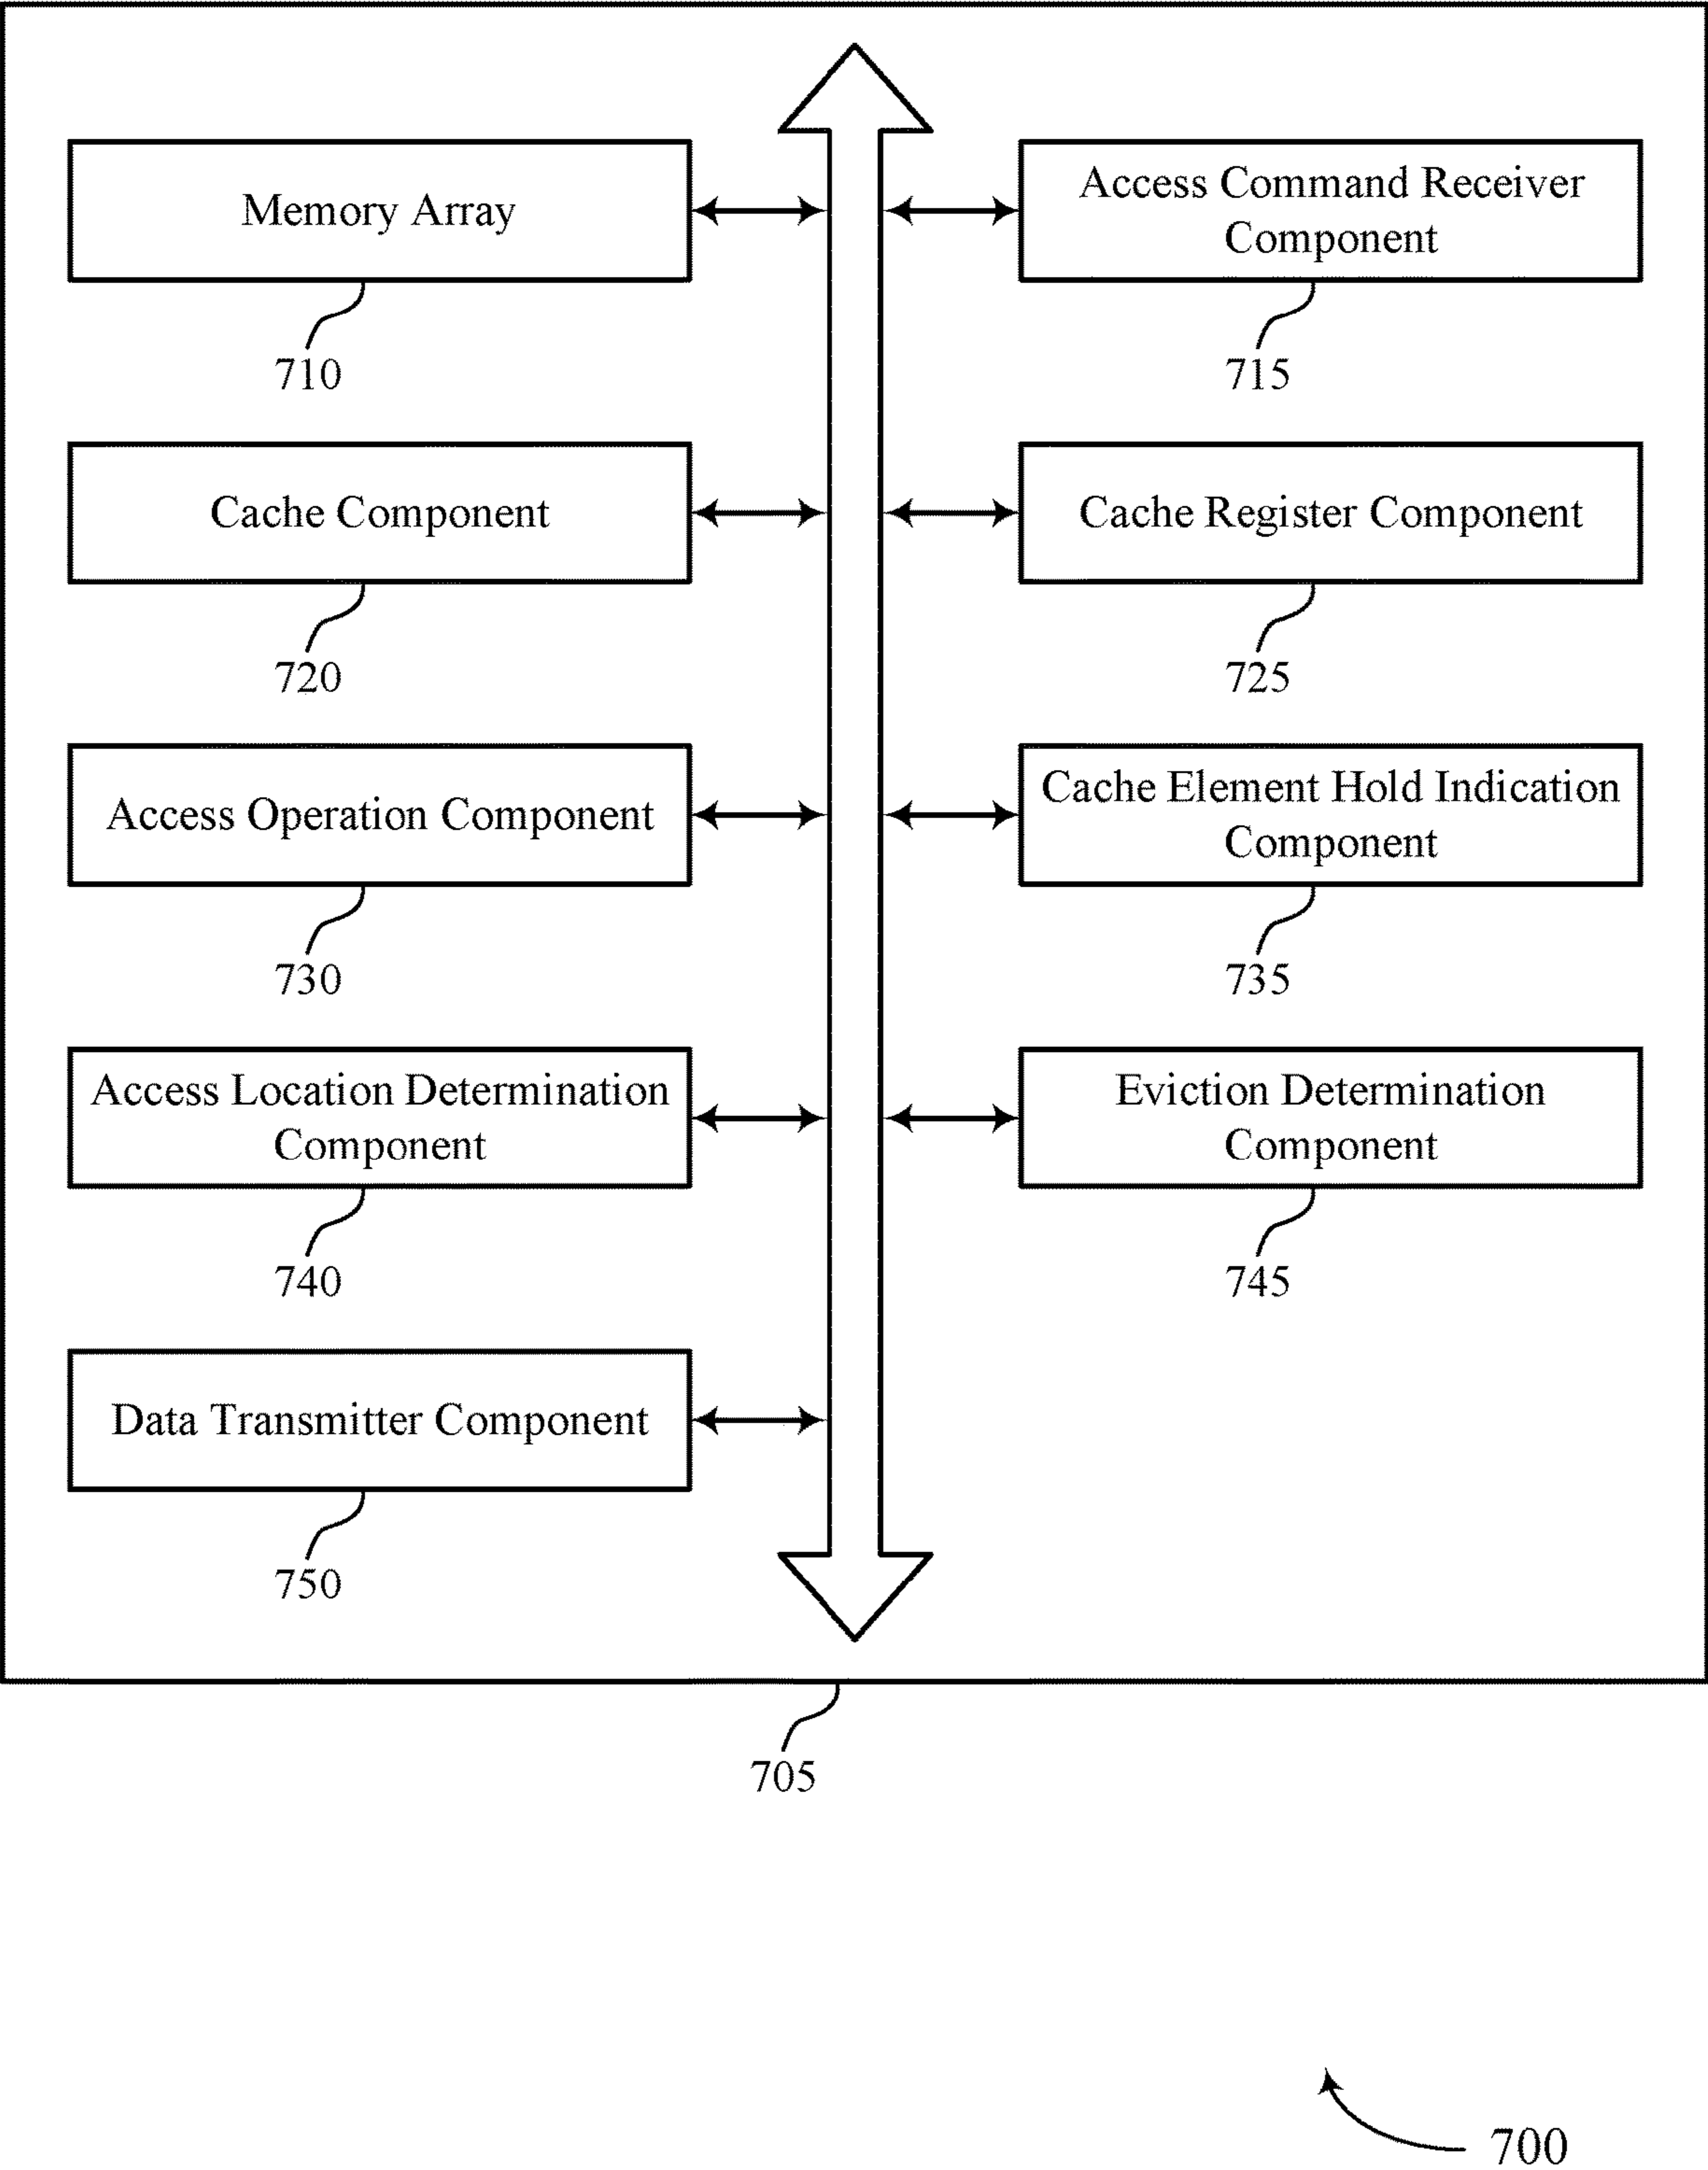 Memory Array
710
Access Command Receiver
Component
715
Cache Component
720
Cache Register Component
725
Access Operation Component
730
Cache Element Hold Indication
Component
735
Access Location Determination
Component
740
Eviction Determination
Component
745
Data Transmitter Component
750
705
700